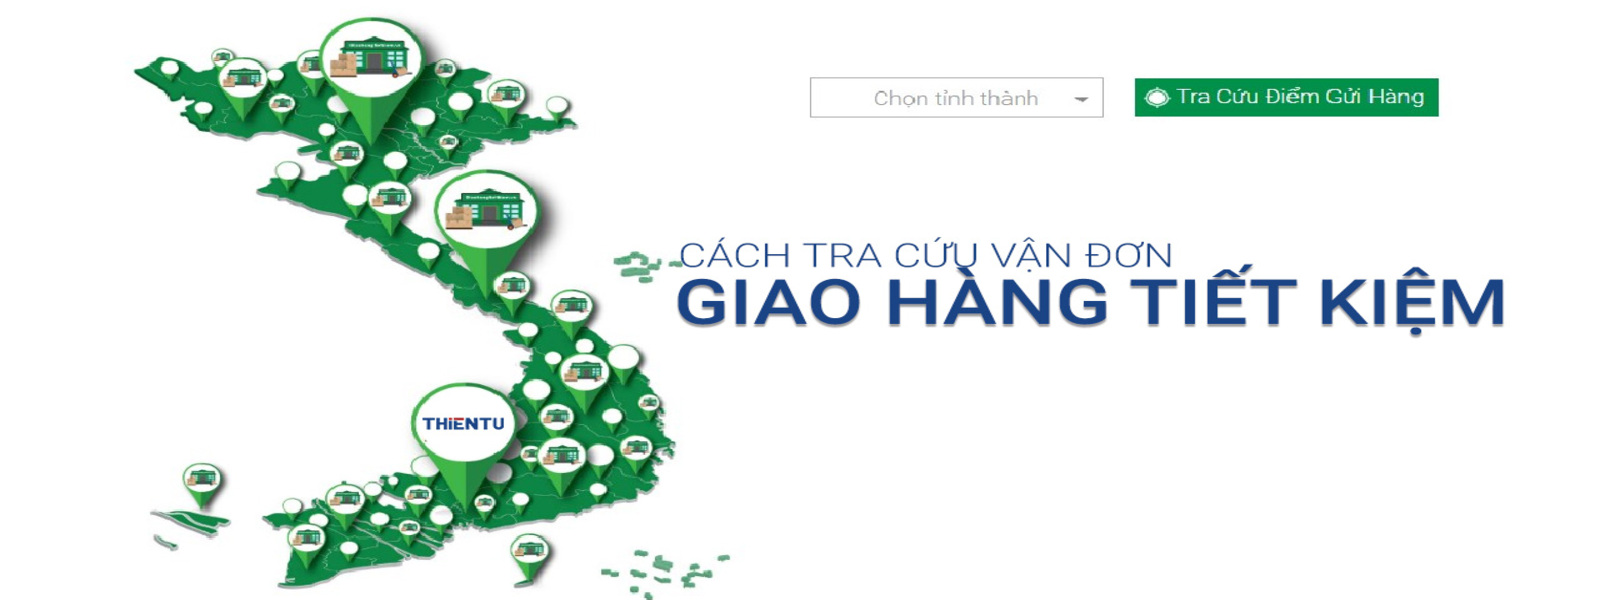 Chọn tỉnh thành
Tra Cứu Điểm Gửi Hàng
CÁCH TRA CỨU VẬN ĐƠN
GIAO HÀNG TIẾT KIỆM
THiENTU